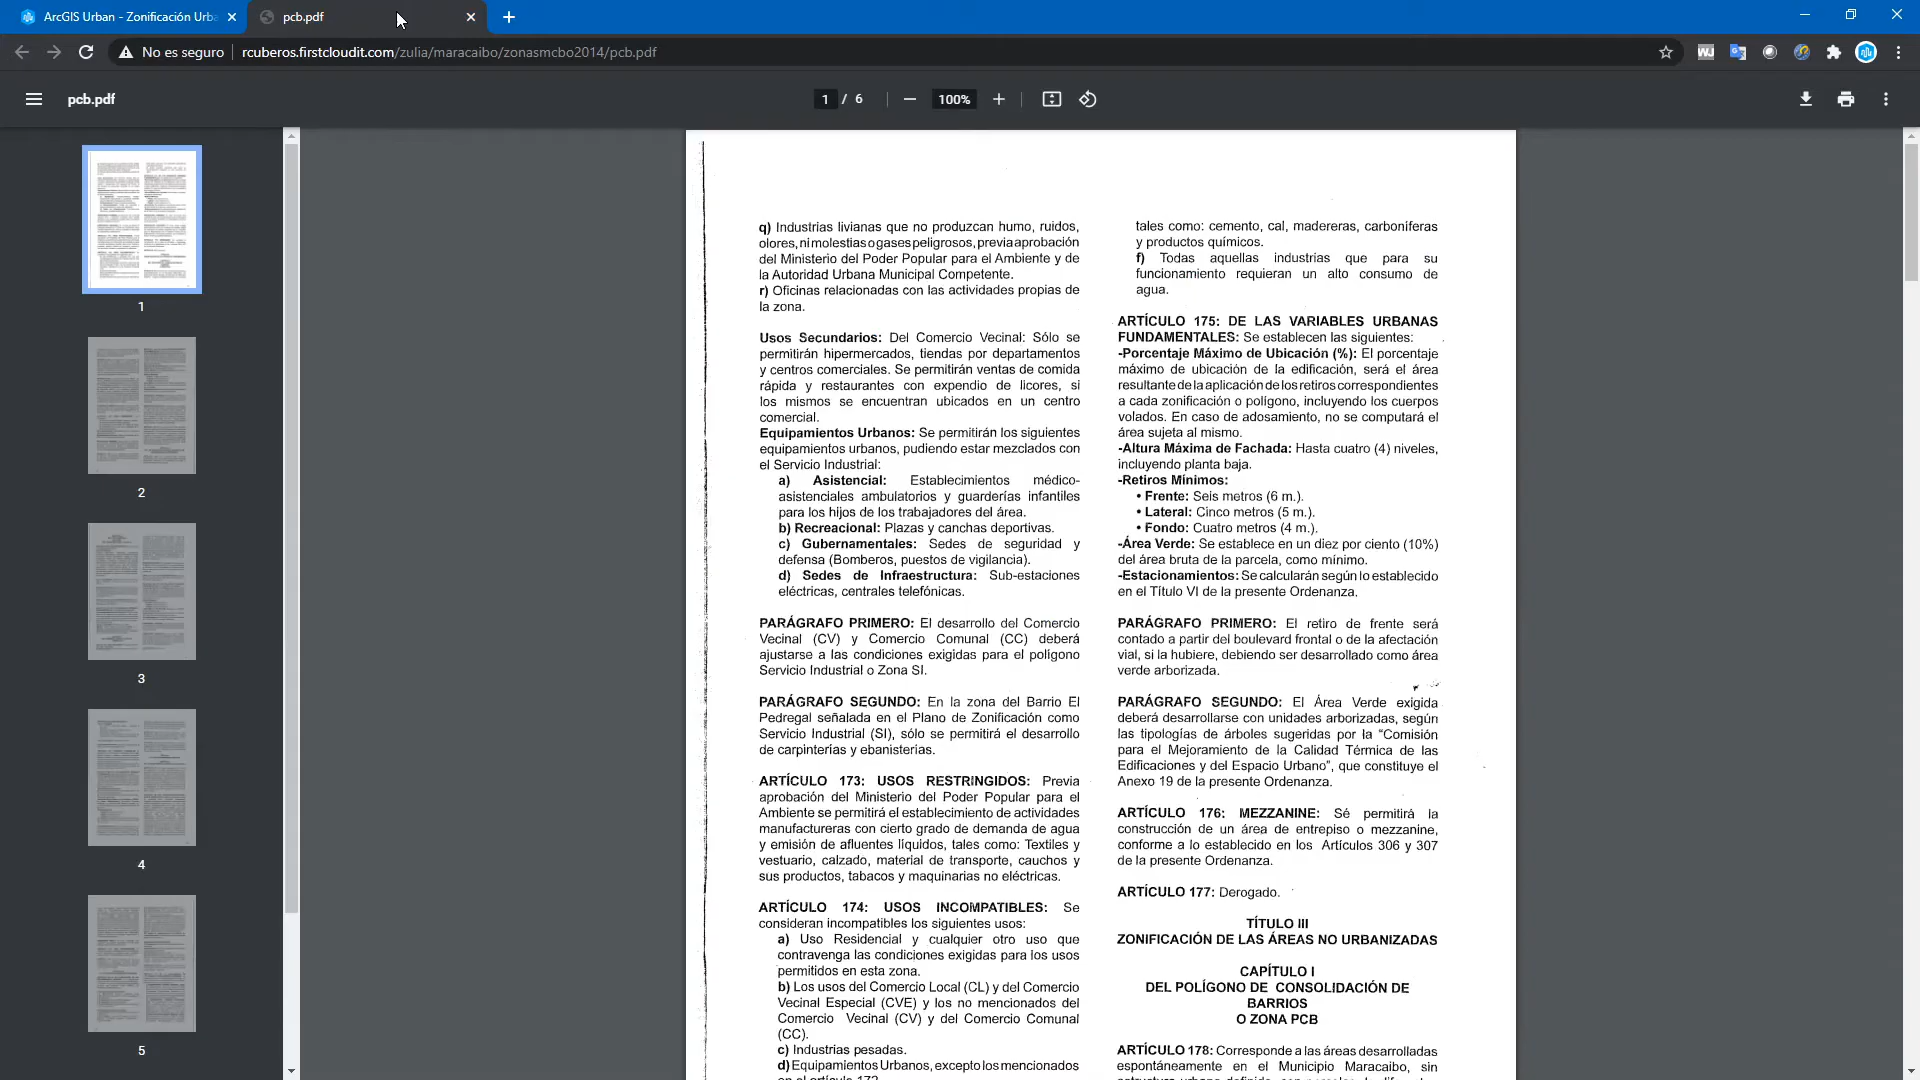 ArcGIS Urban - Zonificación Urb
pcb.pdf
No es seguro
rcuberos.firstcloudit.com/zulia/maracaibo/zonasmcbo2014/pcb.pdf
pcb.pdf
1 / 6
100%
1
2
3
4
5
q) Industrias livianas que no produzcan humo, ruidos,
olores, ni molestias o gases peligrosos, previa aprobación
del Ministerio del Poder Popular para el Ambiente y de
la Autoridad Urbana Municipal Competente.
r) Oficinas relacionadas con las actividades propias de
la zona.
Usos Secundarios: Del Comercio Vecinal: Sólo se
permitirán hipermercados, tiendas por departamentos
y centros comerciales. Se permitirán ventas de comida
rápida y restaurantes con expendio de licores, si
los mismos se encuentran ubicados en un centro
comercial.
Equipamientos Urbanos: Se permitirán los siguientes
equipamientos urbanos, pudiendo estar mezclados con
el Servicio Industrial:
a) Asistencial: Establecimientos médico-
asistenciales ambulatorios y guarderías infantiles
para los hijos de los trabajadores del área.
b) Recreacional: Plazas y canchas deportivas.
c) Gubernamentales: Sedes de seguridad y
defensa (Bomberos, puestos de vigilancia).
d) Sedes de Infraestructura: Sub-estaciones
eléctricas, centrales telefónicas.
PARÁGRAFO PRIMERO: El desarrollo del Comercio
Vecinal (CV) y Comercio Comunal (CC) deberá
ajustarse a las condiciones exigidas para el polígono
Servicio Industrial o Zona SI.
PARÁGRAFO SEGUNDO: En la zona del Barrio El
Pedregal señalada en el Plano de Zonificación como
Servicio Industrial (SI), sólo se permitirá el desarrollo
de carpinterías y ebanisterías.
ARTÍCULO 173: USOS RESTRINGIDOS: Previa
aprobación del Ministerio del Poder Popular para el
Ambiente se permitirá el establecimiento de actividades
manufactureras con cierto grado de demanda de agua
y emisión de afluentes líquidos, tales como: Textiles y
vestuario, calzado, material de transporte, cauchos y
sus productos, tabacos y maquinarias no eléctricas.
ARTÍCULO 174: USOS INCOMPATIBLES: Se
consideran incompatibles los siguientes usos:
a) Uso Residencial y cualquier otro uso que
contravenga las condiciones exigidas para los usos
permitidos en esta zona.
b) Los usos del Comercio Local (CL) y del Comercio
Vecinal Especial (CVE) y los no mencionados del
Comercio Vecinal (CV) y del Comercio Comunal
(CC).
c) Industrias pesadas.
d) Equipamientos Urbanos, excepto los mencionados
tales como: cemento, cal, madereras, carboníferas
y productos químicos.
f) Todas aquellas industrias que para su
funcionamiento requieran un alto consumo de
agua.
ARTÍCULO 175: DE LAS VARIABLES URBANAS
FUNDAMENTALES: Se establecen las siguientes:
-Porcentaje Máximo de Ubicación (%): El porcentaje
máximo de ubicación de la edificación, será el área
resultante de la aplicación de los retiros correspondientes
a cada zonificación o polígono, incluyendo los cuerpos
volados. En caso de adosamiento, no se computará el
área sujeta al mismo.
-Altura Máxima de Fachada: Hasta cuatro (4) niveles,
incluyendo planta baja.
-Retiros Mínimos:
• Frente: Seis metros (6 m.).
• Lateral: Cinco metros (5 m.).
• Fondo: Cuatro metros (4 m.).
-Área Verde: Se establece en un diez por ciento (10%)
del área bruta de la parcela, como mínimo.
-Estacionamientos: Se calcularán según lo establecido
en el Título VI de la presente Ordenanza.
PARÁGRAFO PRIMERO: El retiro de frente será
contado a partir del boulevard frontal o de la afectación
vial, si la hubiere, debiendo ser desarrollado como área
verde arborizada.
PARÁGRAFO SEGUNDO: El Área Verde exigida
deberá desarrollarse con unidades arborizadas, según
las tipologías de árboles sugeridas por la “Comisión
para el Mejoramiento de la Calidad Térmica de las
Edificaciones y del Espacio Urbano”, que constituye el
Anexo 19 de la presente Ordenanza.
ARTÍCULO 176: MEZZANINE: Sé permitirá la
construcción de un área de entrepiso o mezzanine,
conforme a lo establecido en los Artículos 306 y 307
de la presente Ordenanza.
ARTÍCULO 177: Derogado.
TÍTULO III
ZONIFICACIÓN DE LAS ÁREAS NO URBANIZADAS
CAPÍTULO I
DEL POLÍGONO DE CONSOLIDACIÓN DE
BARRIOS
O ZONA PCB
ARTÍCULO 178: Corresponde a las áreas desarrolladas
espontáneamente en el Municipio Maracaibo, sin